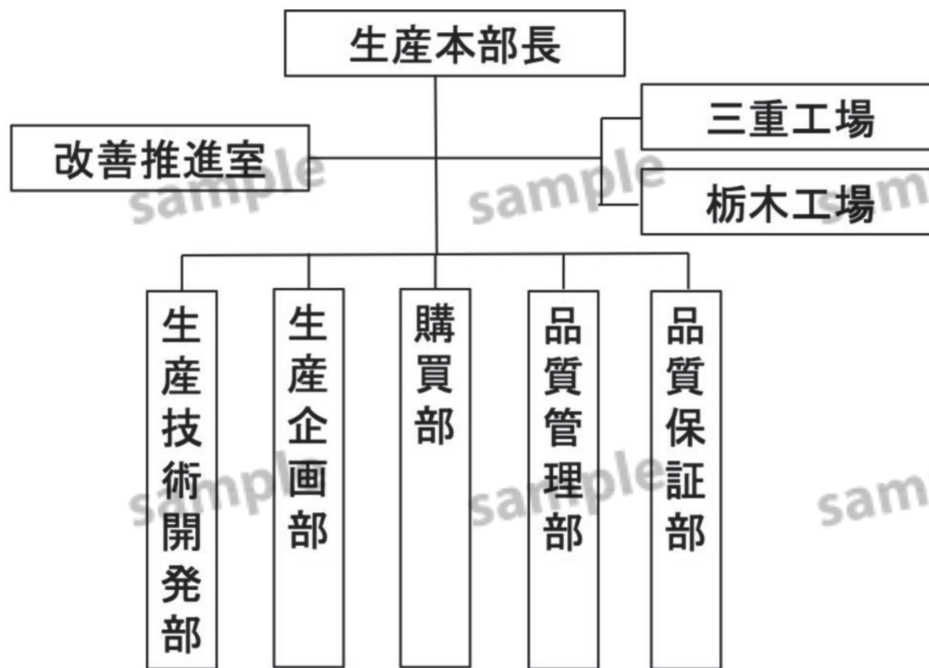 生産本部長
三重工場
改善推進室
栃木工場
生産技術開発部
生産企画部
購買部
品質管理部
品質保証部
sample
sample
sam
sample
sample
sam